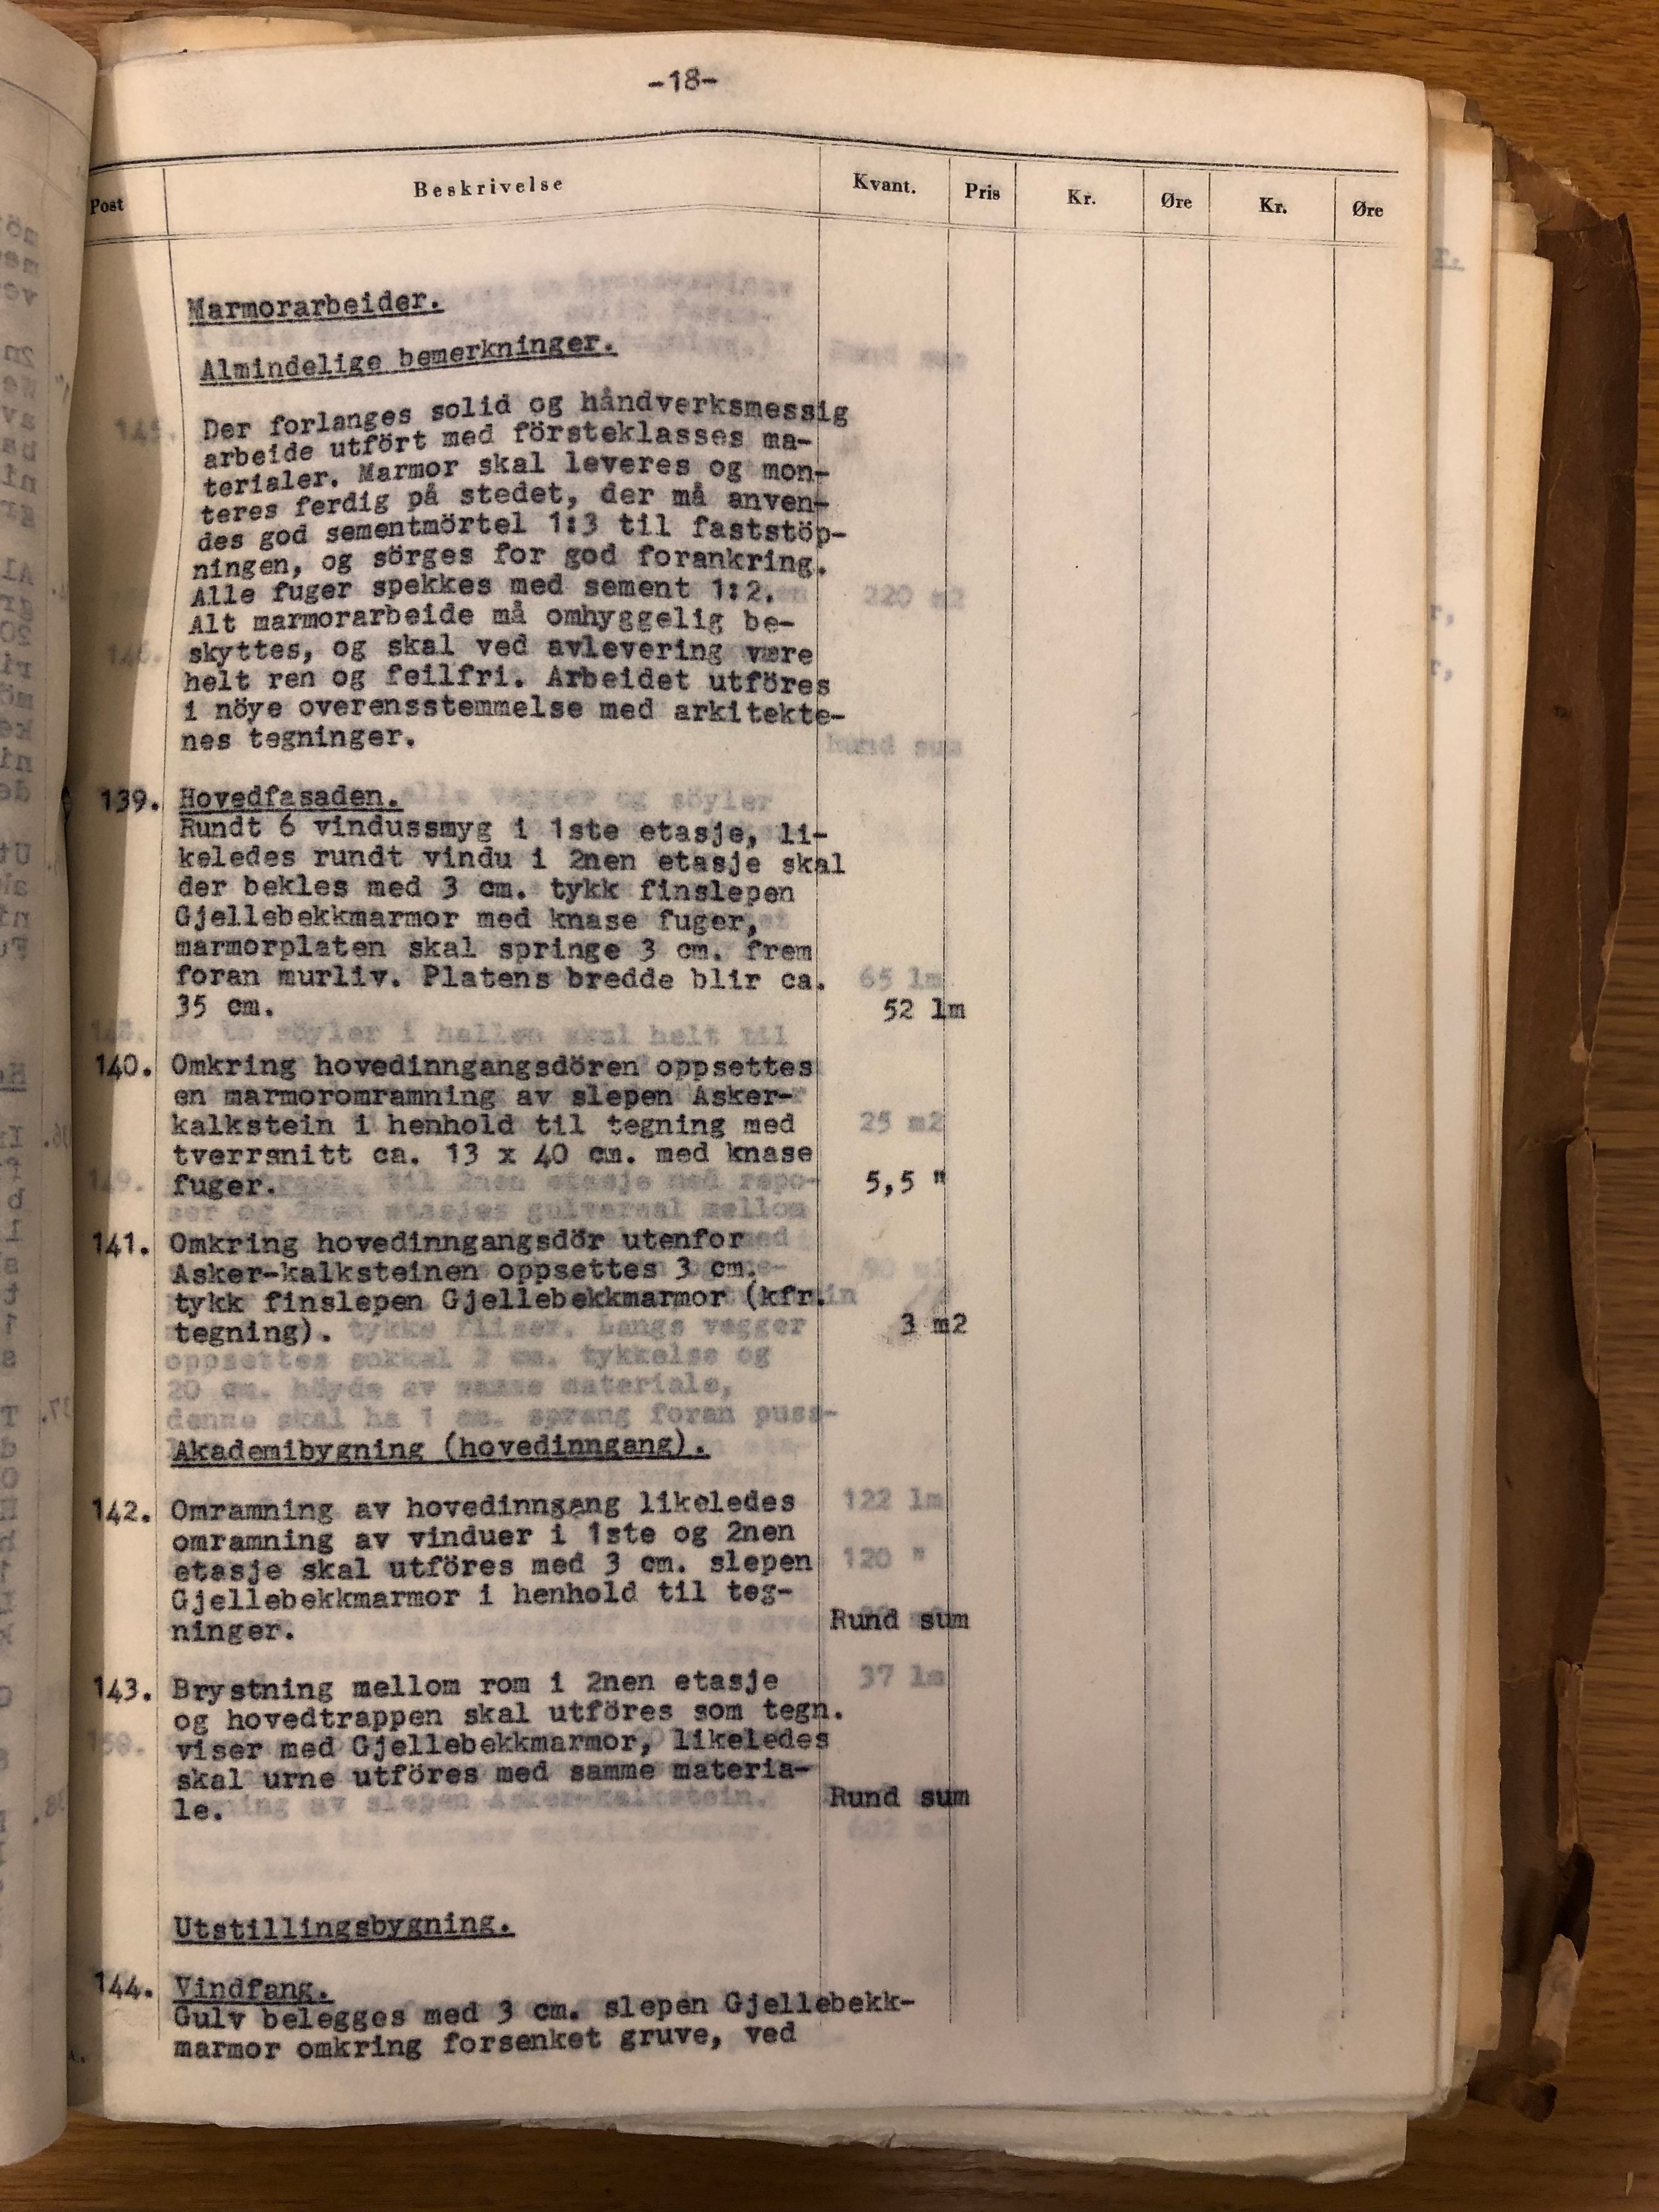 -18-
Post Beskrivelse Kvant. Pris Kr. Øre Kr. Øre
Marmorarbeider.
Almindelige bemerkninger.
Der forlanges solid og håndverksmessig
arbeide utfört med försteklasses ma-
terialer. Marmor skal leveres og mon-
teres ferdig på stedet, der må anven-
des god sementmörtel 1:3 til faststöp-
ningen, og sörges for god forankring.
Alle fuger spekkes med sement 1:2.
Alt marmorarbeide må omhyggelig be-
skyttes, og skal ved avlevering være
helt ren og feilfri. Arbeidet utföres
i nöye overensstemmelse med arkitekte-
nes tegninger.
139. Hovedfasaden.
Rundt 6 vindussmyg i 1ste etasje, li-
keledes rundt vindu i 2nen etasje skal
der bekles med 3 cm. tykk finslepen
Gjellebekkmarmor med knase fuger,
marmorplaten skal springe 3 cm. frem
foran murliv. Platens bredde blir ca.
35 cm. 52 lm
140. Omkring hovedinngangsdören oppsettes
en marmoromramning av slepen Asker-
kalkstein i henhold til tegning med
tverrsnitt ca. 13 x 40 cm. med knase
fuger. 5,5 "
141. Omkring hovedinngangsdör utenfor
Asker-kalksteinen oppsettes 3 cm.
tykk finslepen Gjellebekkmarmor (kfr.
tegning). 3 m2
Akademibygning (hovedinngang).
142. Omramning av hovedinngang likeledes
omramning av vinduer i 1ste og 2nen
etasje skal utföres med 3 cm. slepen
Gjellebekkmarmor i henhold til teg-
ninger. Rund sum
143. Brystning mellom rom i 2nen etasje
og hovedtrappen skal utföres som tegn.
viser med Gjellebekkmarmor, likeledes
skal urne utföres med samme materia-
le. Rund sum
Utstillingsbygning.
144. Vindfang.
Gulv belegges med 3 cm. slepen Gjellebekk-
marmor omkring forsenket gruve, ved